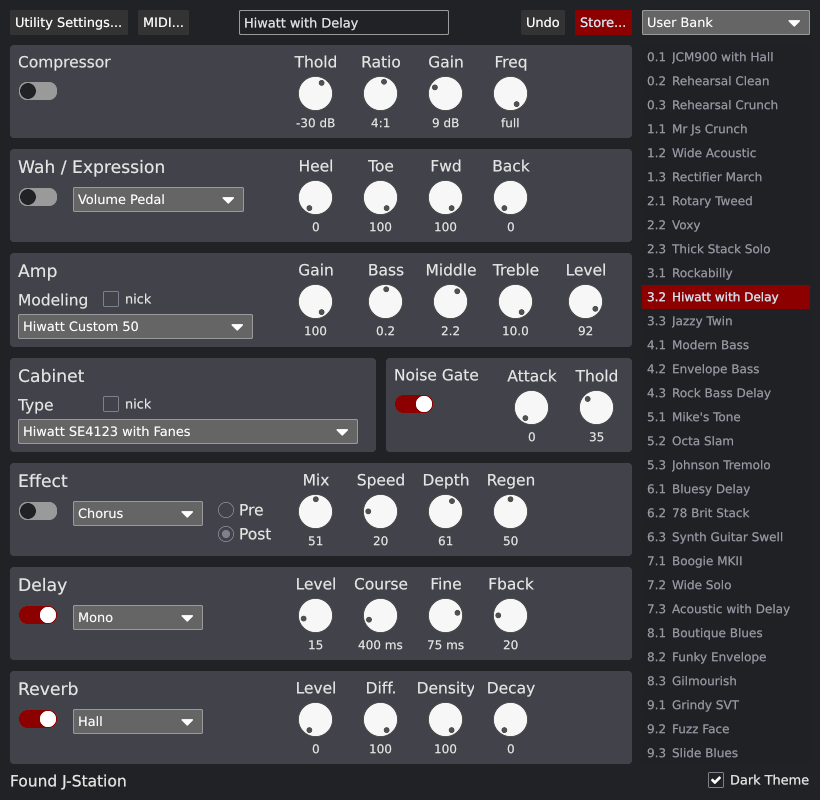 Utility Settings... MIDI... Hiwatt with Delay Undo Store... User Bank
Compressor
Thold Ratio Gain Freq
-30 dB 4:1 9 dB full
Wah / Expression
Volume Pedal
Heel Toe Fwd Back
0 100 100 0
Amp
Modeling nick
Hiwatt Custom 50
Gain Bass Middle Treble Level
100 0.2 2.2 10.0 92
Cabinet
Type nick
Hiwatt SE4123 with Fanes
Noise Gate
Attack Thold
0 35
Effect
Chorus
Pre
Post
Mix Speed Depth Regen
51 20 61 50
Delay
Mono
Level Course Fine Fback
15 400 ms 75 ms 20
Reverb
Hall
Level Diff. Density Decay
0 100 100 0
0.1 JCM900 with Hall
0.2 Rehearsal Clean
0.3 Rehearsal Crunch
1.1 Mr Js Crunch
1.2 Wide Acoustic
1.3 Rectifier March
2.1 Rotary Tweed
2.2 Voxy
2.3 Thick Stack Solo
3.1 Rockabilly
3.2 Hiwatt with Delay
3.3 Jazzy Twin
4.1 Modern Bass
4.2 Envelope Bass
4.3 Rock Bass Delay
5.1 Mike's Tone
5.2 Octa Slam
5.3 Johnson Tremolo
6.1 Bluesy Delay
6.2 78 Brit Stack
6.3 Synth Guitar Swell
7.1 Boogie MKII
7.2 Wide Solo
7.3 Acoustic with Delay
8.1 Boutique Blues
8.2 Funky Envelope
8.3 Gilmourish
9.1 Grindy SVT
9.2 Fuzz Face
9.3 Slide Blues
Found J-Station
Dark Theme